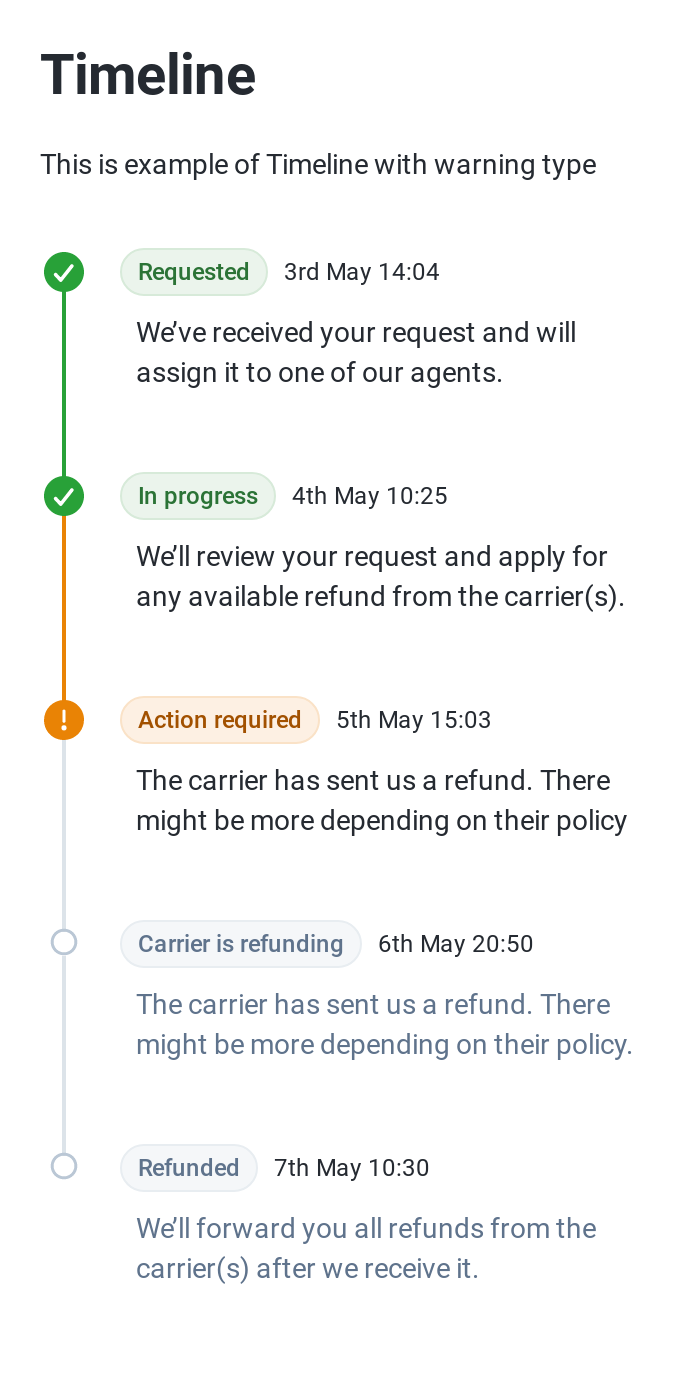 Timeline
This is example of Timeline with warning type
Requested 3rd May 14:04
We’ve received your request and will
assign it to one of our agents.
In progress 4th May 10:25
We’ll review your request and apply for
any available refund from the carrier(s).
Action required 5th May 15:03
The carrier has sent us a refund. There
might be more depending on their policy
Carrier is refunding 6th May 20:50
The carrier has sent us a refund. There
might be more depending on their policy.
Refunded 7th May 10:30
We’ll forward you all refunds from the
carrier(s) after we receive it.